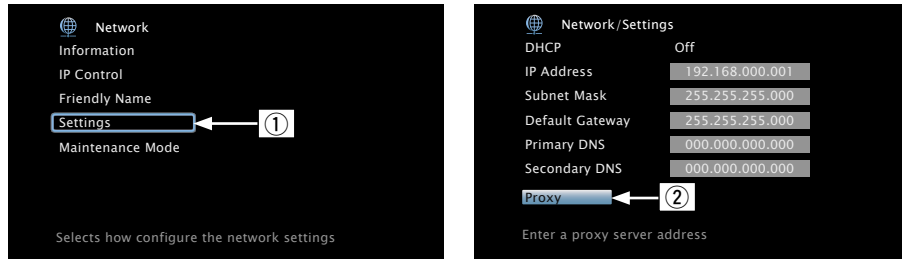 Network
Information
IP Control
Friendly Name
Settings
①
Maintenance Mode
Selects how configure the network settings
Network/Settings
DHCP Off
IP Address 192.168.000.001
Subnet Mask 255.255.255.000
Default Gateway 255.255.255.000
Primary DNS 000.000.000.000
Secondary DNS 000.000.000.000
Proxy
②
Enter a proxy server address